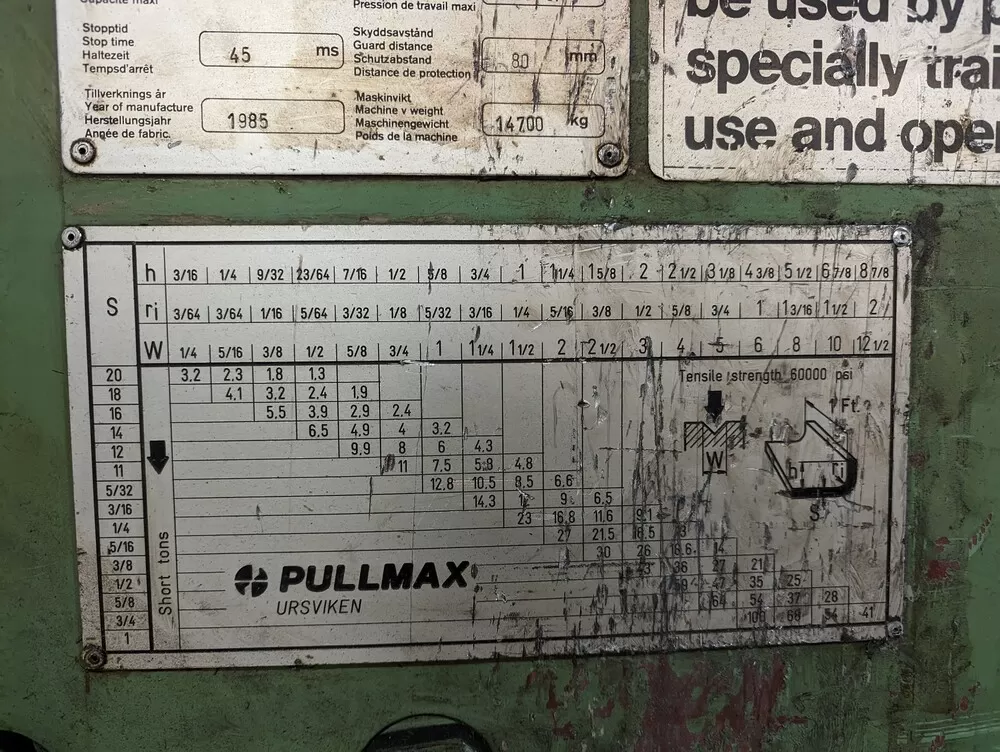 Capacité maxi
Pression de travail maxi
Stopptid
Stop time
Haltezeit
Tempsd'arrêt
45 ms
Skyddsavstånd
Guard distance
Schutzabstand
Distance de protection
80 mm
Tillverknings år
Year of manufacture
Herstellungsjahr
Angée de fabric.
1985
Maskinvikt
Machine v weight
Maschinengewicht
Poids de la machine
14700 kg
be used by
specially
use and
S
h 3/16 1/4 9/32 23/64 7/16 1/2 5/8 3/4 1 1 1/4 1 5/8 2 2 1/2 3 1/8 4 3/8 5 1/2 6 7/8 8 7/8
ri 3/64 3/64 1/16 5/64 3/32 1/8 5/32 3/16 1/4 5/16 3/8 1/2 5/8 3/4 1 1 3/16 1 1/2 2
W 1/4 5/16 3/8 1/2 5/8 3/4 1 1 1/4 1 1/2 2 2 1/2 3 4 5 6 8 10 12 1/2
20 3.2 2.3 1.8 1.3
18 4.1 3.2 2.4 1.9
16 5.5 3.9 2.9 2.4
14 6.5 4.9 4 3.2
12 9.9 8 6 4.3
11 11 7.5 5.8 4.8
5/32 12.8 10.5 8.5 6.6
3/16 14.3 12 9 6.5
1/4 23 16.8 11.6 9.1
5/16 27 21.5
3/8 30 26 14
1/2 36 27 21
5/8 47 35 25
3/4 64 54 37 28
1 100 68 54 41
Short tons
Tensile strength 60000 psi
1 Ft.
W
h ri
S
PULLMAX
URSVIKEN